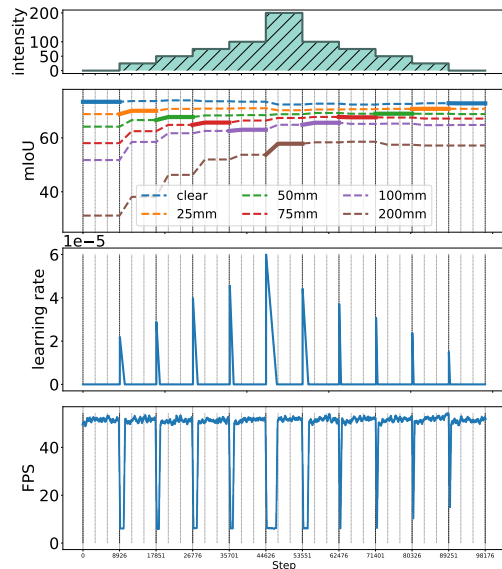 intensity
200
100
50
0
mIoU
60
40
clear
25mm
50mm
75mm
100mm
200mm
1e−5
learning rate
6
4
2
0
FPS
40
20
0
0 8926 17851 26776 35701 44626 53551 62476 71401 80326 89251 98176
Step